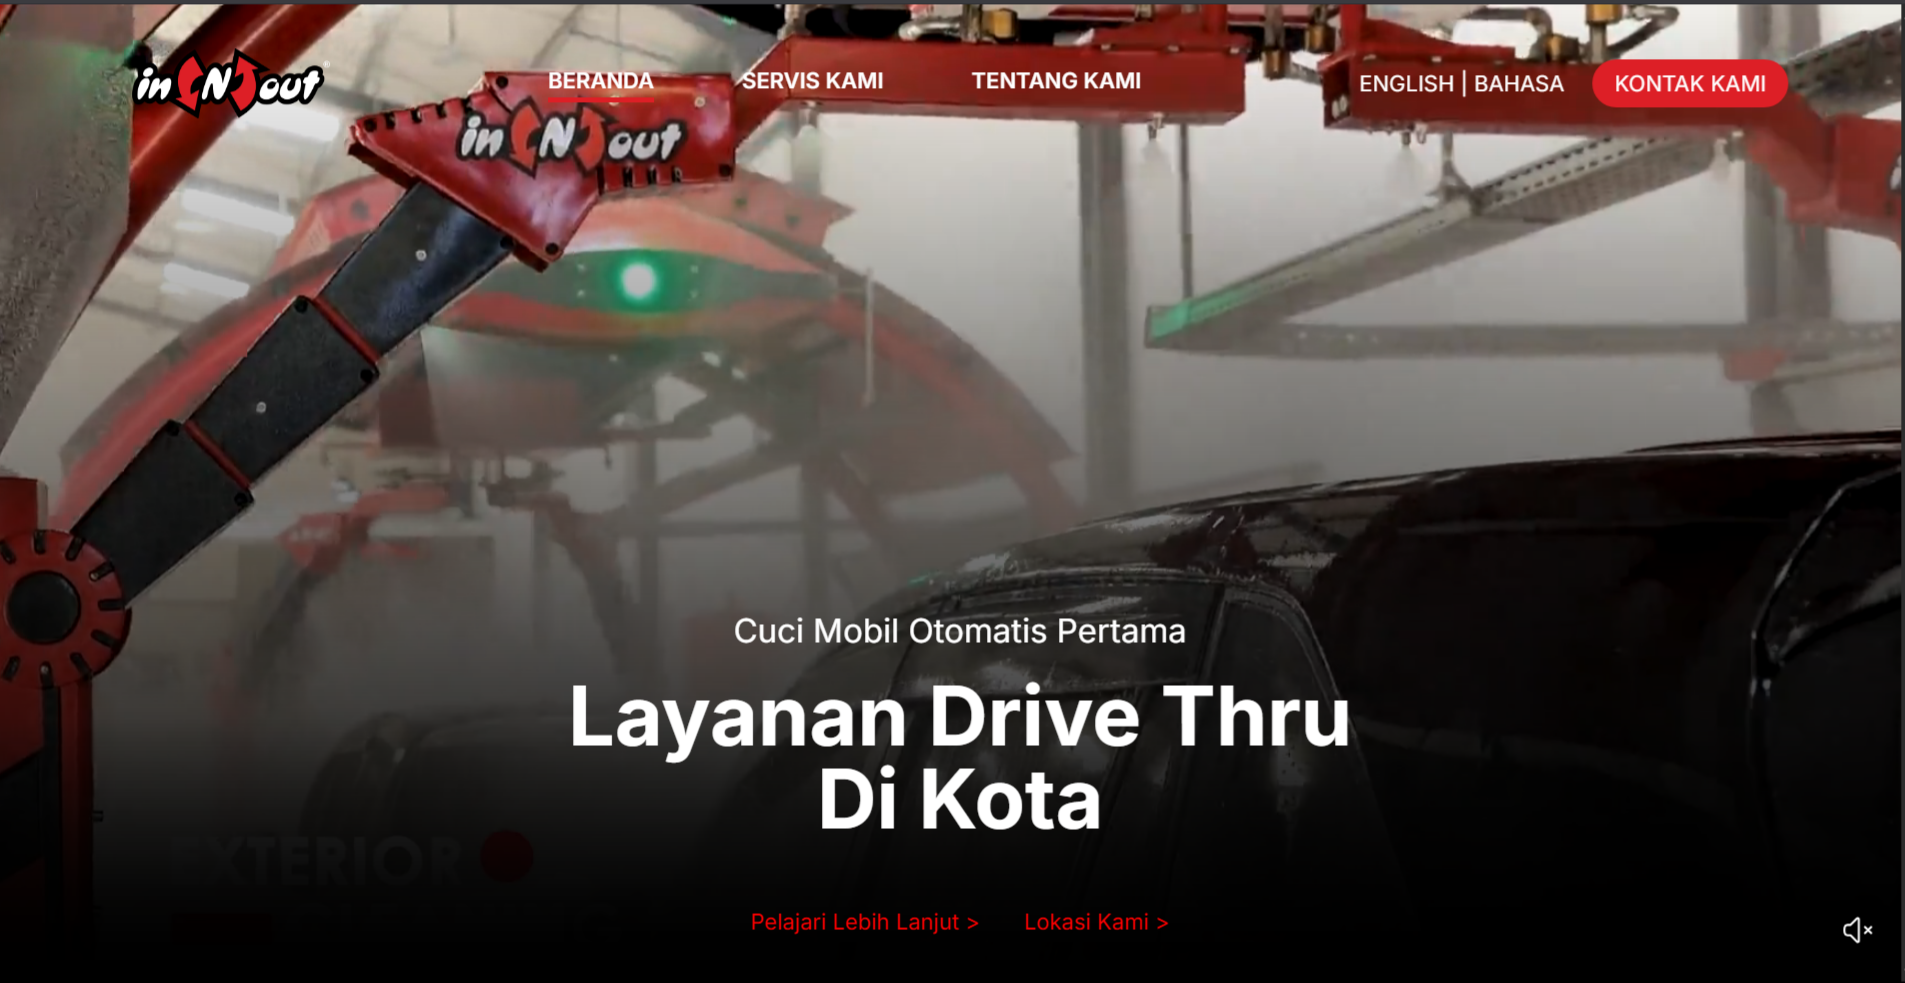 in N out
BERANDA
SERVIS KAMI
TENTANG KAMI
ENGLISH | BAHASA
KONTAK KAMI
in N out
Cuci Mobil Otomatis Pertama
Layanan Drive Thru
Di Kota
EXTERIOR
Pelajari Lebih Lanjut >
Lokasi Kami >